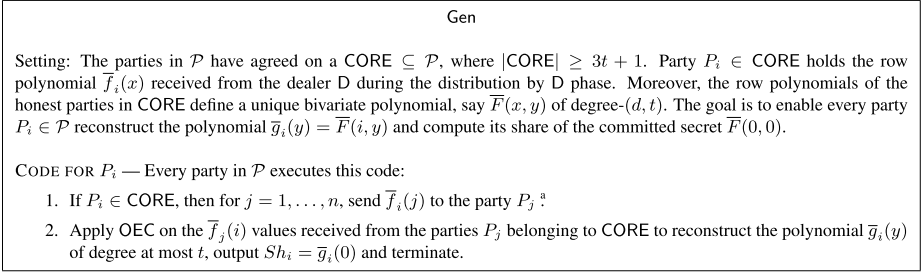 Gen
Setting: The parties in 𝒫 have agreed on a CORE ⊆ 𝒫, where |CORE| ≥ 3t + 1. Party P_i ∈ CORE holds the row
polynomial f̅_i(x) received from the dealer D during the distribution by D phase. Moreover, the row polynomials of the
honest parties in CORE define a unique bivariate polynomial, say F̅(x, y) of degree-(d, t). The goal is to enable every party
P_i ∈ 𝒫 reconstruct the polynomial g̅_i(y) = F̅(i, y) and compute its share of the committed secret F̅(0, 0).
CODE FOR P_i — Every party in 𝒫 executes this code:
1. If P_i ∈ CORE, then for j = 1, . . . , n, send f̅_i(j) to the party P_j .ᵃ
2. Apply OEC on the f̅_j(i) values received from the parties P_j belonging to CORE to reconstruct the polynomial g̅_i(y)
of degree at most t, output Sh_i = g̅_i(0) and terminate.